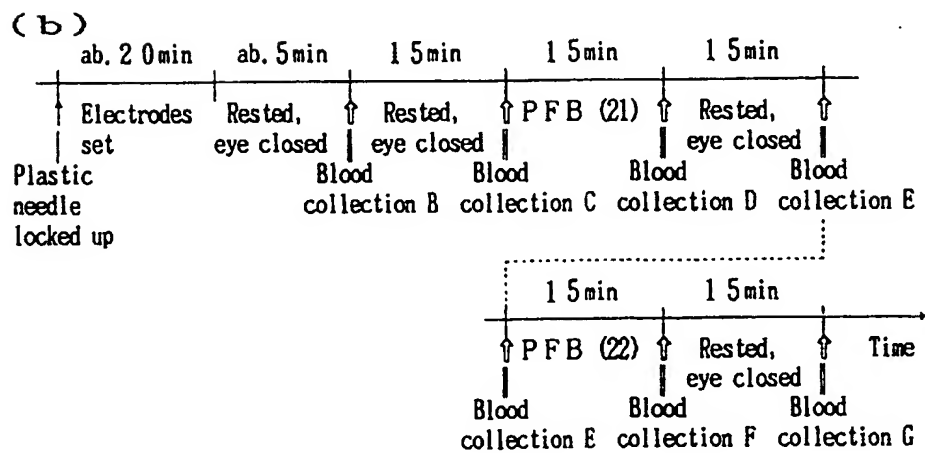 (b)
ab. 20min ab. 5min 15min 15min 15min
Electrodes Rested, Rested, PFB (21) Rested,
set eye closed eye closed eye closed
Plastic Blood Blood Blood Blood
needle collection B collection C collection D collection E
locked up
15min 15min
PFB (22) Rested, Time
eye closed
Blood Blood Blood
collection E collection F collection G